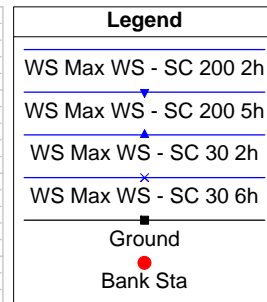 Legend
WS Max WS - SC 200 2h
WS Max WS - SC 200 5h
WS Max WS - SC 30 2h
WS Max WS - SC 30 6h
Ground
Bank Sta